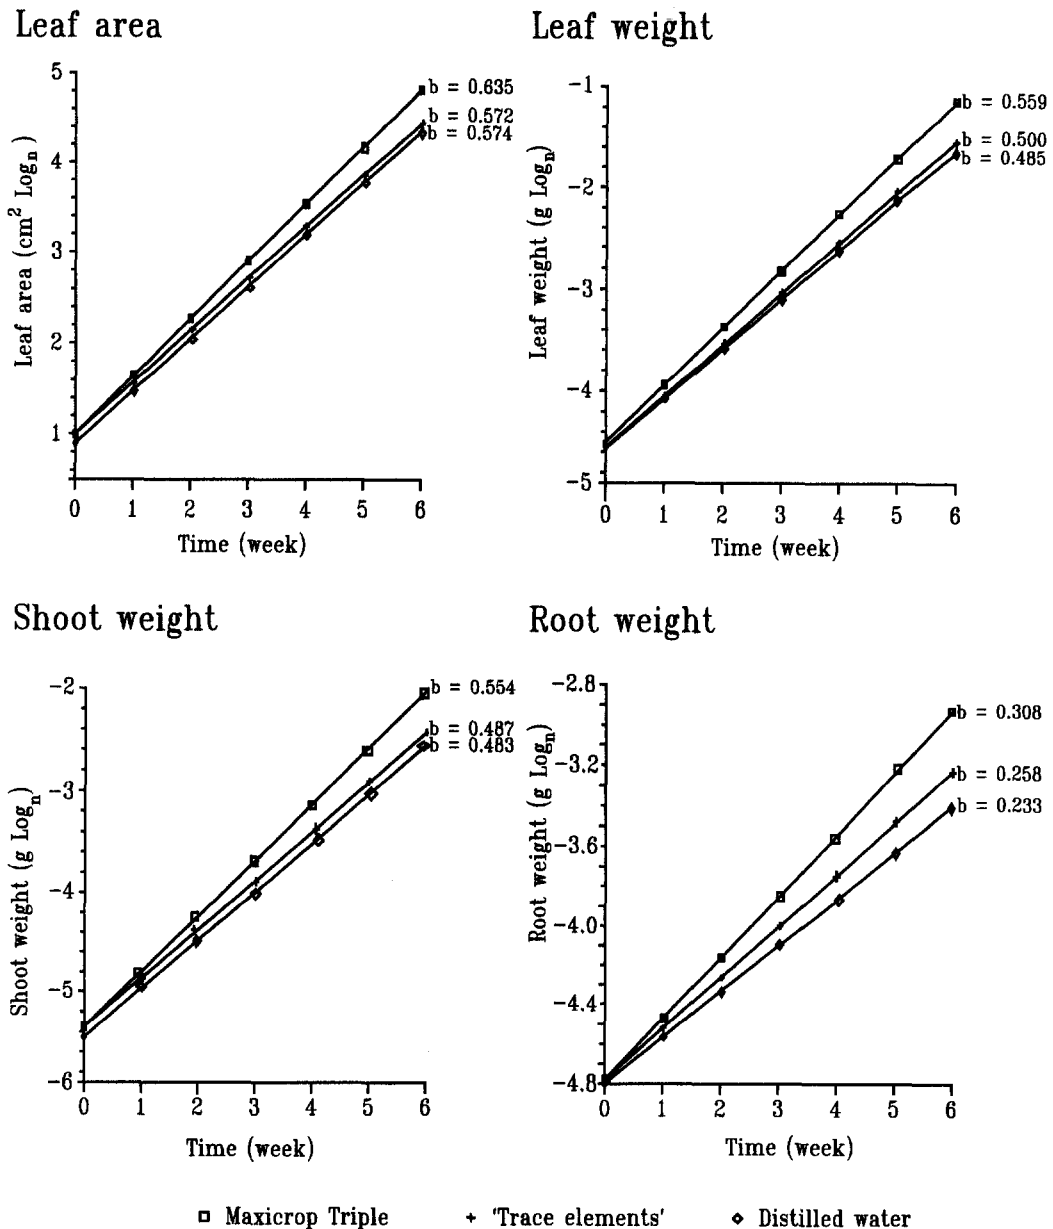 Leaf area
5
4
3
2
1
Leaf area (cm² Logₙ)
b = 0.635
b = 0.572
b = 0.574
0 1 2 3 4 5 6
Time (week)
Leaf weight
-1
-2
-3
-4
-5
Leaf weight (g Logₙ)
b = 0.559
b = 0.500
b = 0.485
0 1 2 3 4 5 6
Time (week)
Shoot weight
-2
-3
-4
-5
-6
Shoot weight (g Logₙ)
b = 0.554
b = 0.487
b = 0.483
0 1 2 3 4 5 6
Time (week)
Root weight
-2.8
-3.2
-3.6
-4.0
-4.4
-4.8
Root weight (g Logₙ)
b = 0.308
b = 0.258
b = 0.233
0 1 2 3 4 5 6
Time (week)
Maxicrop Triple 'Trace elements' Distilled water